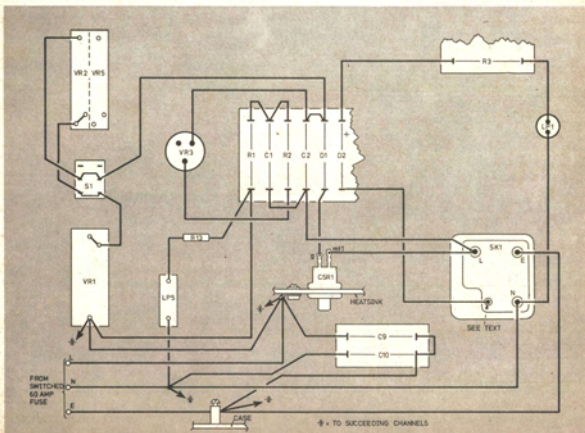 VR2 VR5
S1
VR1
VR3
R1 C1 R2 C2 D1 D2
+
R3
LP1
R13
LP5
g mt1
CSR1
HEATSINK
SK1
L E
N
SEE TEXT
C9
C10
L
FROM SWITCHED 60 AMP FUSE
N
E
CASE
= TO SUCCEEDING CHANNELS